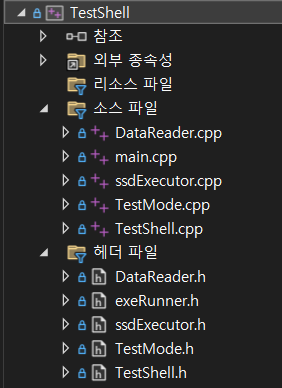 TestShell
참조
외부 종속성
리소스 파일
소스 파일
DataReader.cpp
main.cpp
ssdExecutor.cpp
TestMode.cpp
TestShell.cpp
헤더 파일
DataReader.h
exeRunner.h
ssdExecutor.h
TestMode.h
TestShell.h